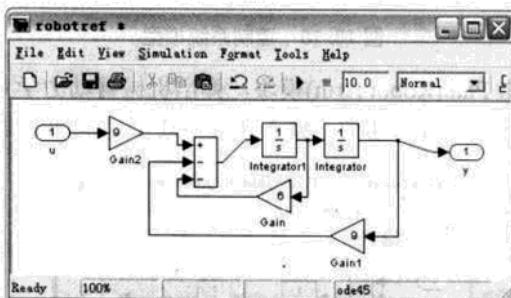 robotref *
File Edit View Simulation Format Tools Help
10.0 Normal
1
u
9
Gain2
+
−
−
1
s
Integrator1
1
s
Integrator
1
y
6
Gain
9
Gain1
Ready 100% ode45